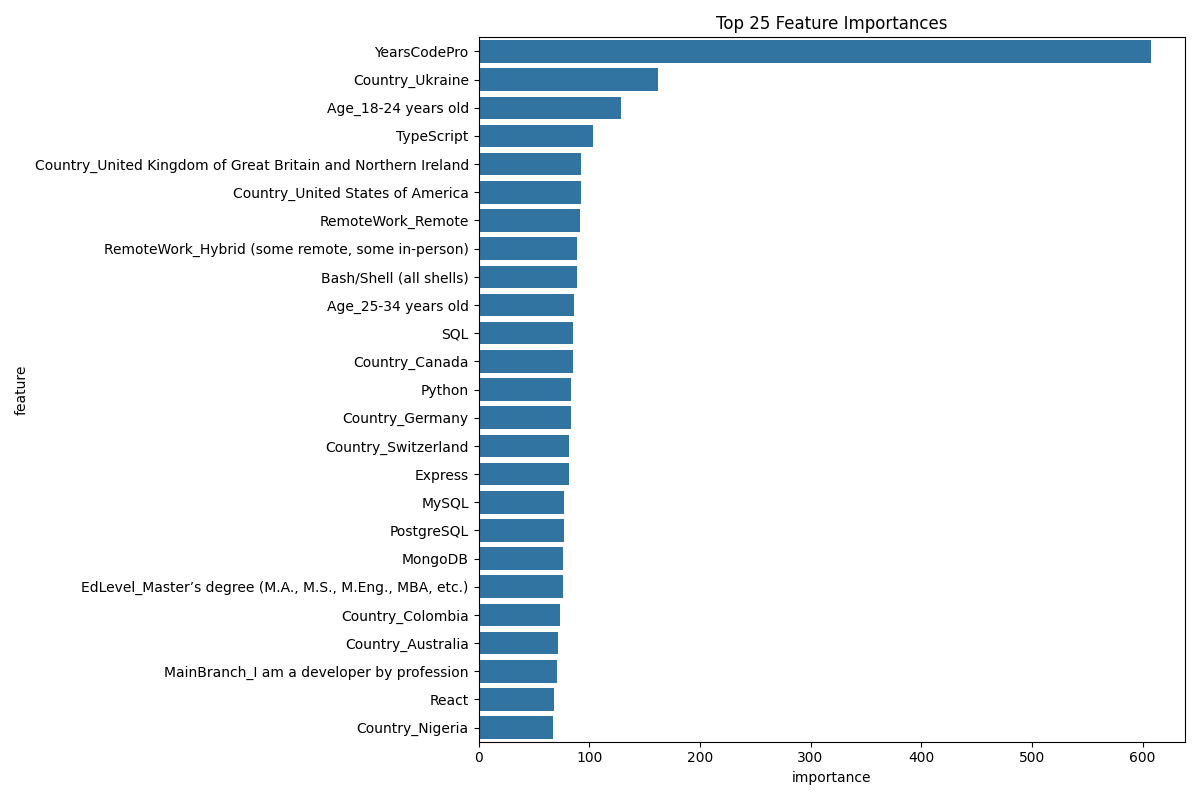 Top 25 Feature Importances
feature
YearsCodePro
Country_Ukraine
Age_18-24 years old
TypeScript
Country_United Kingdom of Great Britain and Northern Ireland
Country_United States of America
RemoteWork_Remote
RemoteWork_Hybrid (some remote, some in-person)
Bash/Shell (all shells)
Age_25-34 years old
SQL
Country_Canada
Python
Country_Germany
Country_Switzerland
Express
MySQL
PostgreSQL
MongoDB
EdLevel_Master’s degree (M.A., M.S., M.Eng., MBA, etc.)
Country_Colombia
Country_Australia
MainBranch_I am a developer by profession
React
Country_Nigeria
0 100 200 300 400 500 600
importance